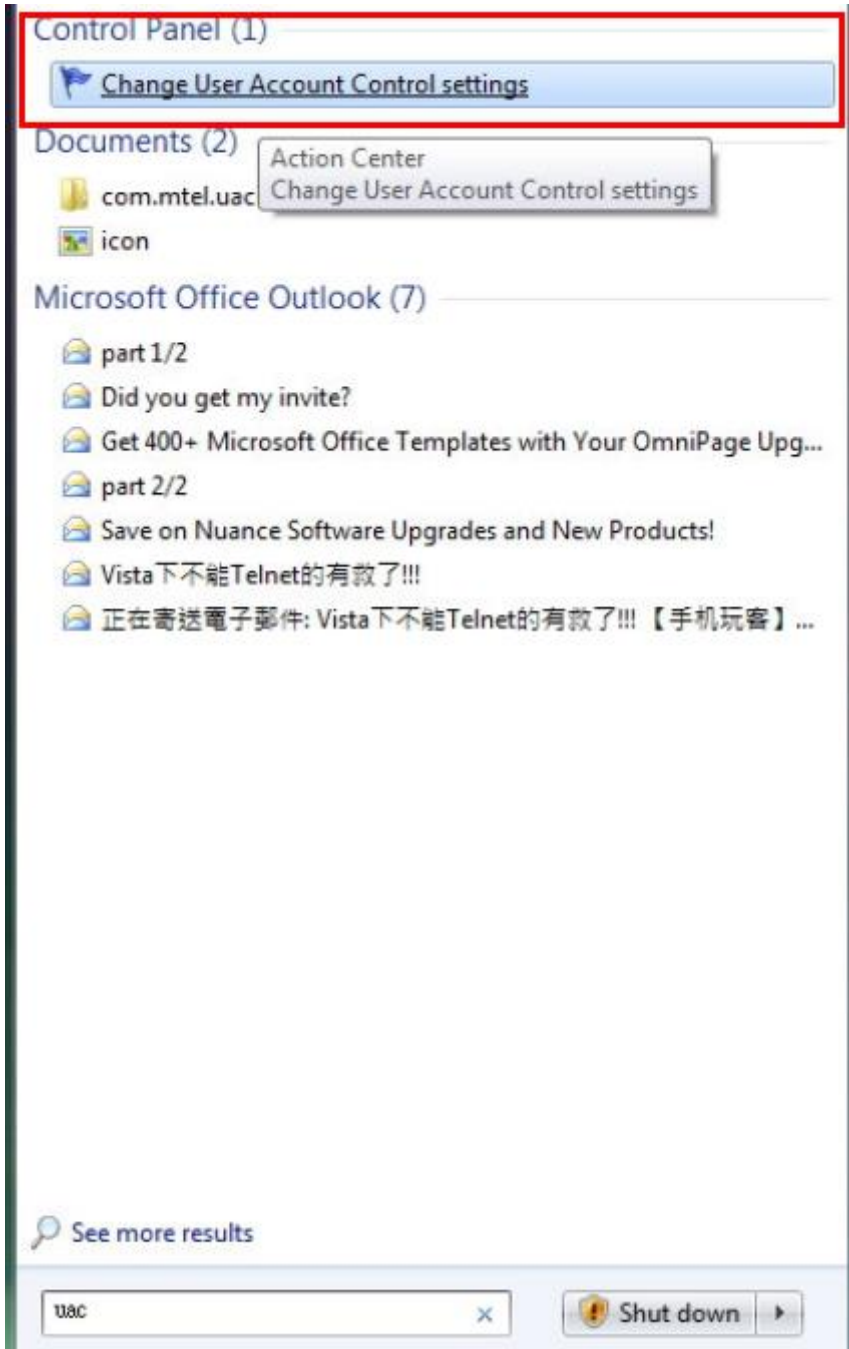 Control Panel (1)
Change User Account Control settings
Documents (2)
Action Center
Change User Account Control settings
com.mtel.uac
icon
Microsoft Office Outlook (7)
part 1/2
Did you get my invite?
Get 400+ Microsoft Office Templates with Your OmniPage Upg...
part 2/2
Save on Nuance Software Upgrades and New Products!
Vista下不能Telnet的有救了!!!
正在寄送電子郵件: Vista下不能Telnet的有救了!!! 【手机玩客】...
See more results
uac
Shut down